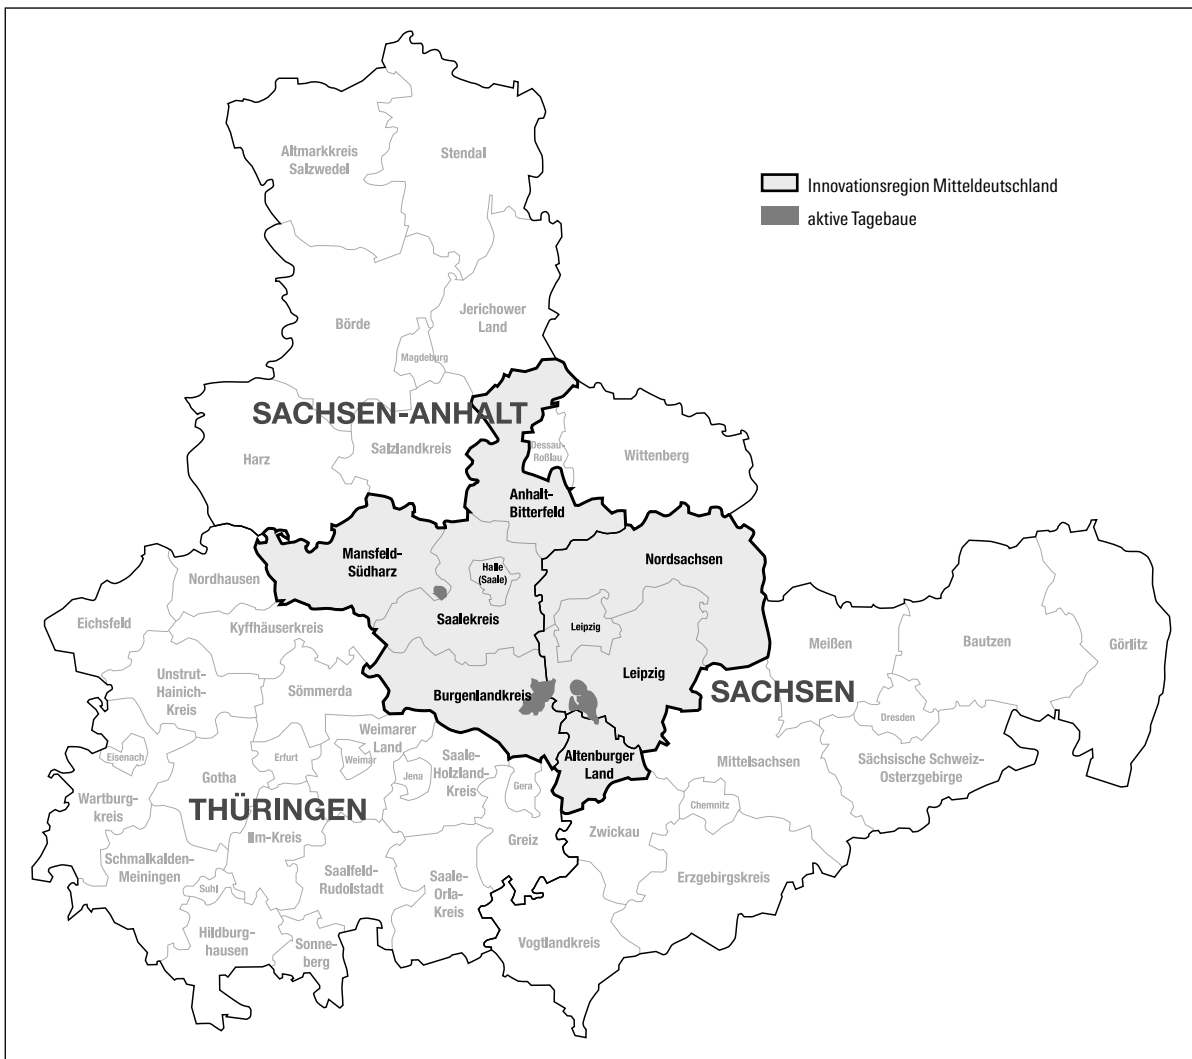 Altmarkkreis
Salzwedel
Stendal
Innovationsregion Mitteldeutschland
aktive Tagebaue
Börde
Jerichower
Land
Magdeburg
SACHSEN-ANHALT
Harz
Salzlandkreis
Dessau-
Roßlau
Wittenberg
Anhalt-
Bitterfeld
Mansfeld-
Südharz
Halle
(Saale)
Nordsachsen
Nordhausen
Eichsfeld
Kyffhäuserkreis
Saalekreis
Leipzig
Meißen
Bautzen
Görlitz
Unstrut-
Hainich-
Kreis
Sömmerda
Burgenlandkreis
Leipzig
SACHSEN
Dresden
Weimarer
Land
Eisenach
Erfurt
Weimar
Gotha
Jena
Saale-
Holzland-
Kreis
Gera
Altenburger
Land
Mittelsachsen
Sächsische Schweiz-
Osterzgebirge
Wartburg-
kreis
THÜRINGEN
Ilm-Kreis
Greiz
Zwickau
Chemnitz
Schmalkalden-
Meiningen
Suhl
Saalfeld-
Rudolstadt
Saale-
Orla-
Kreis
Erzgebirgskreis
Hildburg-
hausen
Sonne-
berg
Vogtlandkreis